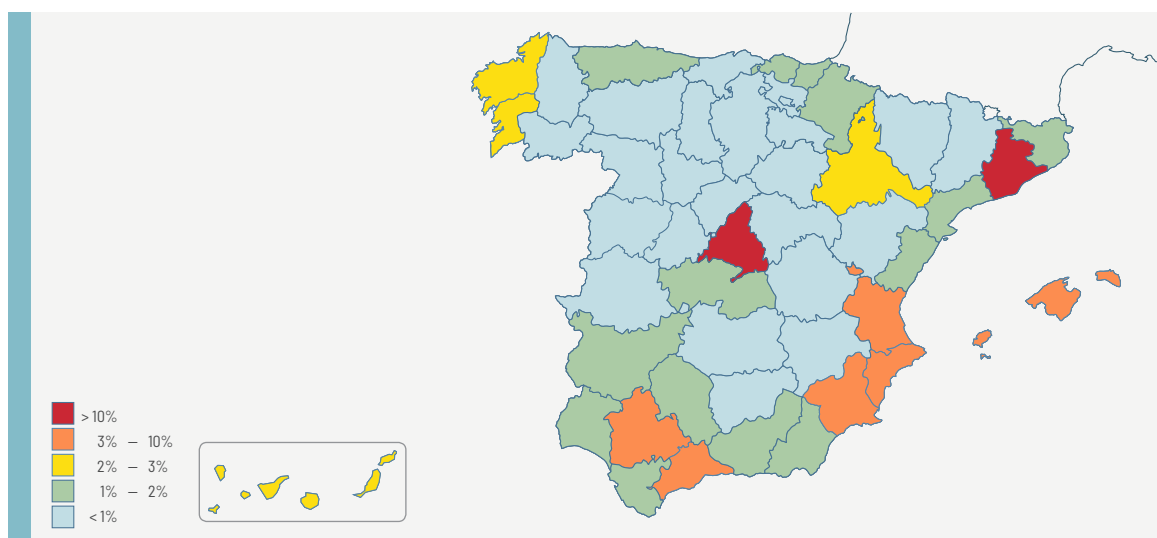 >10%
3% – 10%
2% – 3%
1% – 2%
<1%